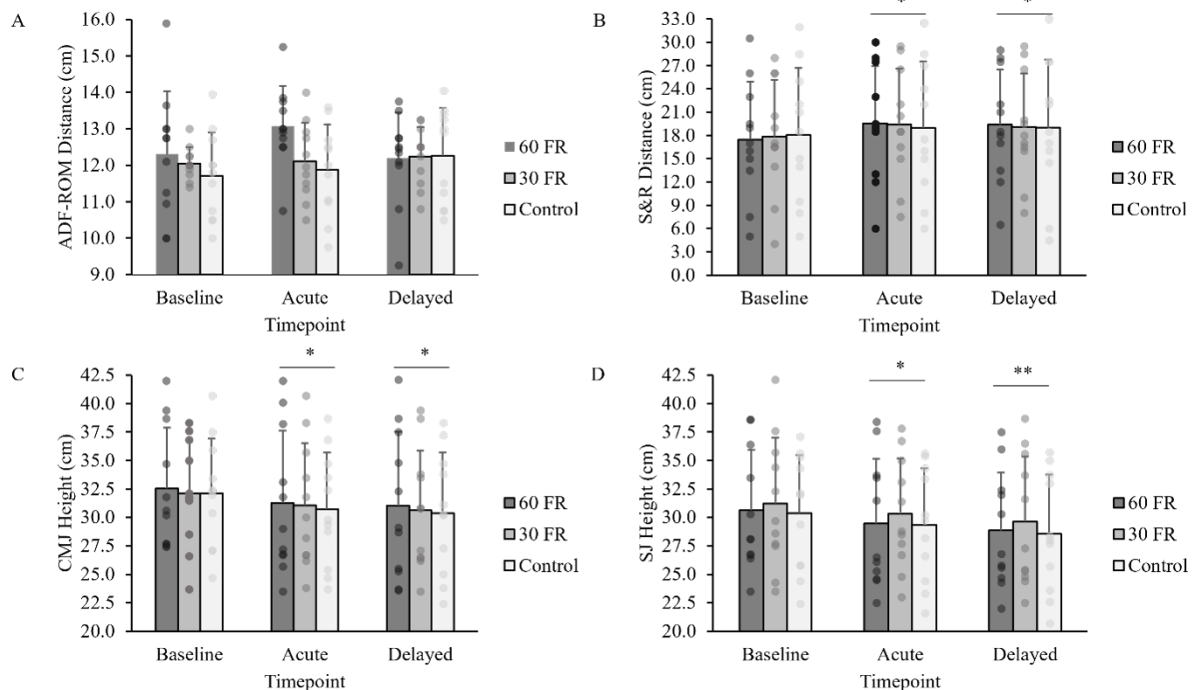 A
ADF-ROM Distance (cm)
16.0
15.0
14.0
13.0
12.0
11.0
10.0
9.0
Baseline Acute Delayed
Timepoint
60 FR
30 FR
Control
B
S&R Distance (cm)
* *
33.0
30.0
27.0
24.0
21.0
18.0
15.0
12.0
9.0
6.0
3.0
0.0
Baseline Acute Delayed
Timepoint
60 FR
30 FR
Control
C
CMJ Height (cm)
* *
42.5
40.0
37.5
35.0
32.5
30.0
27.5
25.0
22.5
20.0
Baseline Acute Delayed
Timepoint
60 FR
30 FR
Control
D
SJ Height (cm)
* **
42.5
40.0
37.5
35.0
32.5
30.0
27.5
25.0
22.5
20.0
Baseline Acute Delayed
Timepoint
60 FR
30 FR
Control